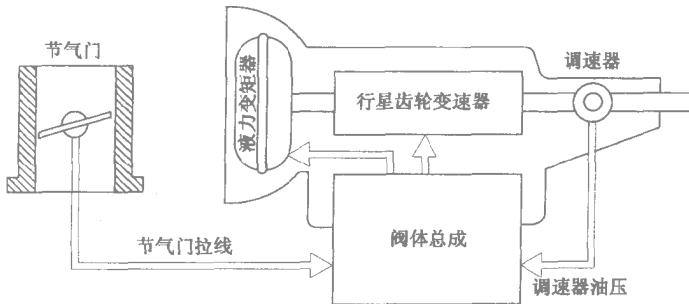 节气门
调速器
液力变矩器
行星齿轮变速器
阀体总成
节气门拉线
调速器油压